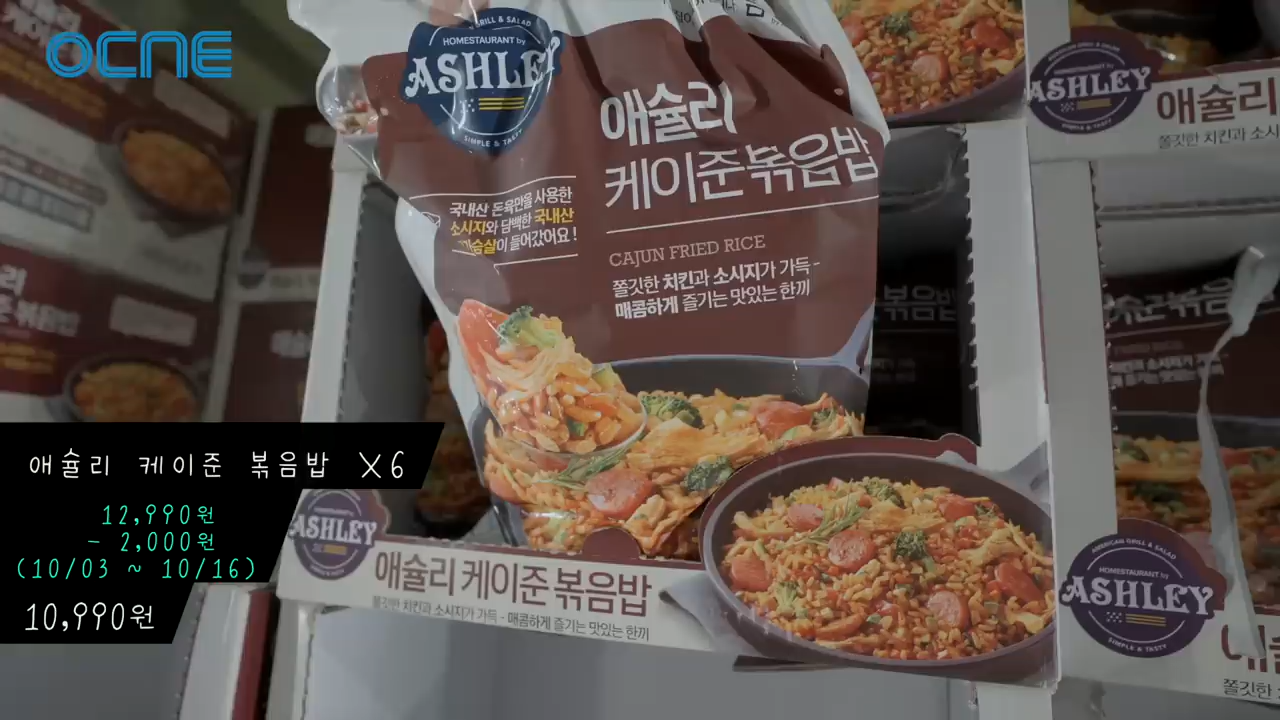 OCNE
GRILL & SALAD
HOMESTAURANT by
ASHLEY
SIMPLE & TASTY
애슐리
케이준볶음밥
국내산 돈육만을 사용한
소시지와 담백한 국내산
이 들어갔어요!
CAJUN FRIED RICE
쫄깃한 치킨과 소시지가 가득-
매콤하게 즐기는 맛있는 한끼
ASHLEY
애슐리
쫄깃한 치킨과 소시
애슐리 케이준 볶음밥 X6
12,990원
- 2,000원
(10/03 ~ 10/16)
10,990원
ASHLEY
애슐리 케이준볶음밥
쫄깃한 치킨과 소시지가 가득 - 매콤하게 즐기는 맛있는 한끼
AMERICAN GRILL & SALAD
HOMESTAURANT by
ASHLEY
SIMPLE & TASTY
쫄깃한